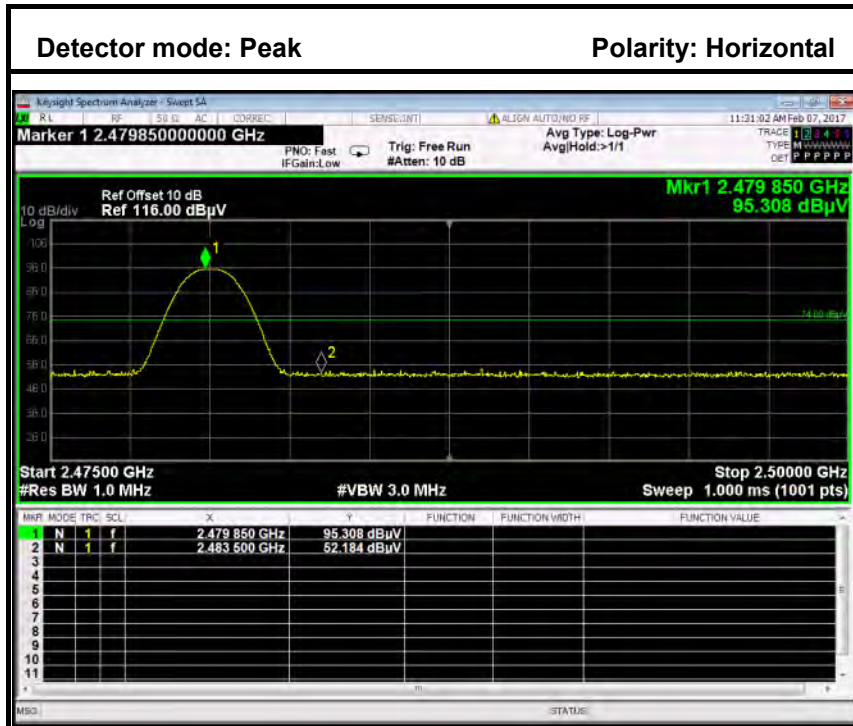 Detector mode: Peak Polarity: Horizontal
Keysight Spectrum Analyzer - Swept SA
RL RF 50 Ω AC CORREC SENSE:INT ALIGN AUTO/NO RF 11:31:02 AM Feb 07, 2017
Marker 1 2.479850000000 GHz
Avg Type: Log-Pwr
TRACE 1 2 3 4 5 6
PNO: Fast Trig: Free Run Avg|Hold:>1/1
TYPE M W W W W W
IFGain:Low #Atten: 10 dB
DET P P P P P P
Mkr1 2.479 850 GHz
95.308 dBµV
Ref Offset 10 dB
10 dB/div Ref 116.00 dBµV
Log
106
96.0
1
86.0
76.0
74.00 dBµV
66.0
56.0
2
46.0
36.0
26.0
Start 2.47500 GHz Stop 2.50000 GHz
#Res BW 1.0 MHz #VBW 3.0 MHz Sweep 1.000 ms (1001 pts)
MKR MODE TRC SCL X Y FUNCTION FUNCTION WIDTH FUNCTION VALUE
1 N 1 f 2.479 850 GHz 95.308 dBµV
2 N 1 f 2.483 500 GHz 52.184 dBµV
3
4
5
6
7
8
9
10
11
MSG STATUS